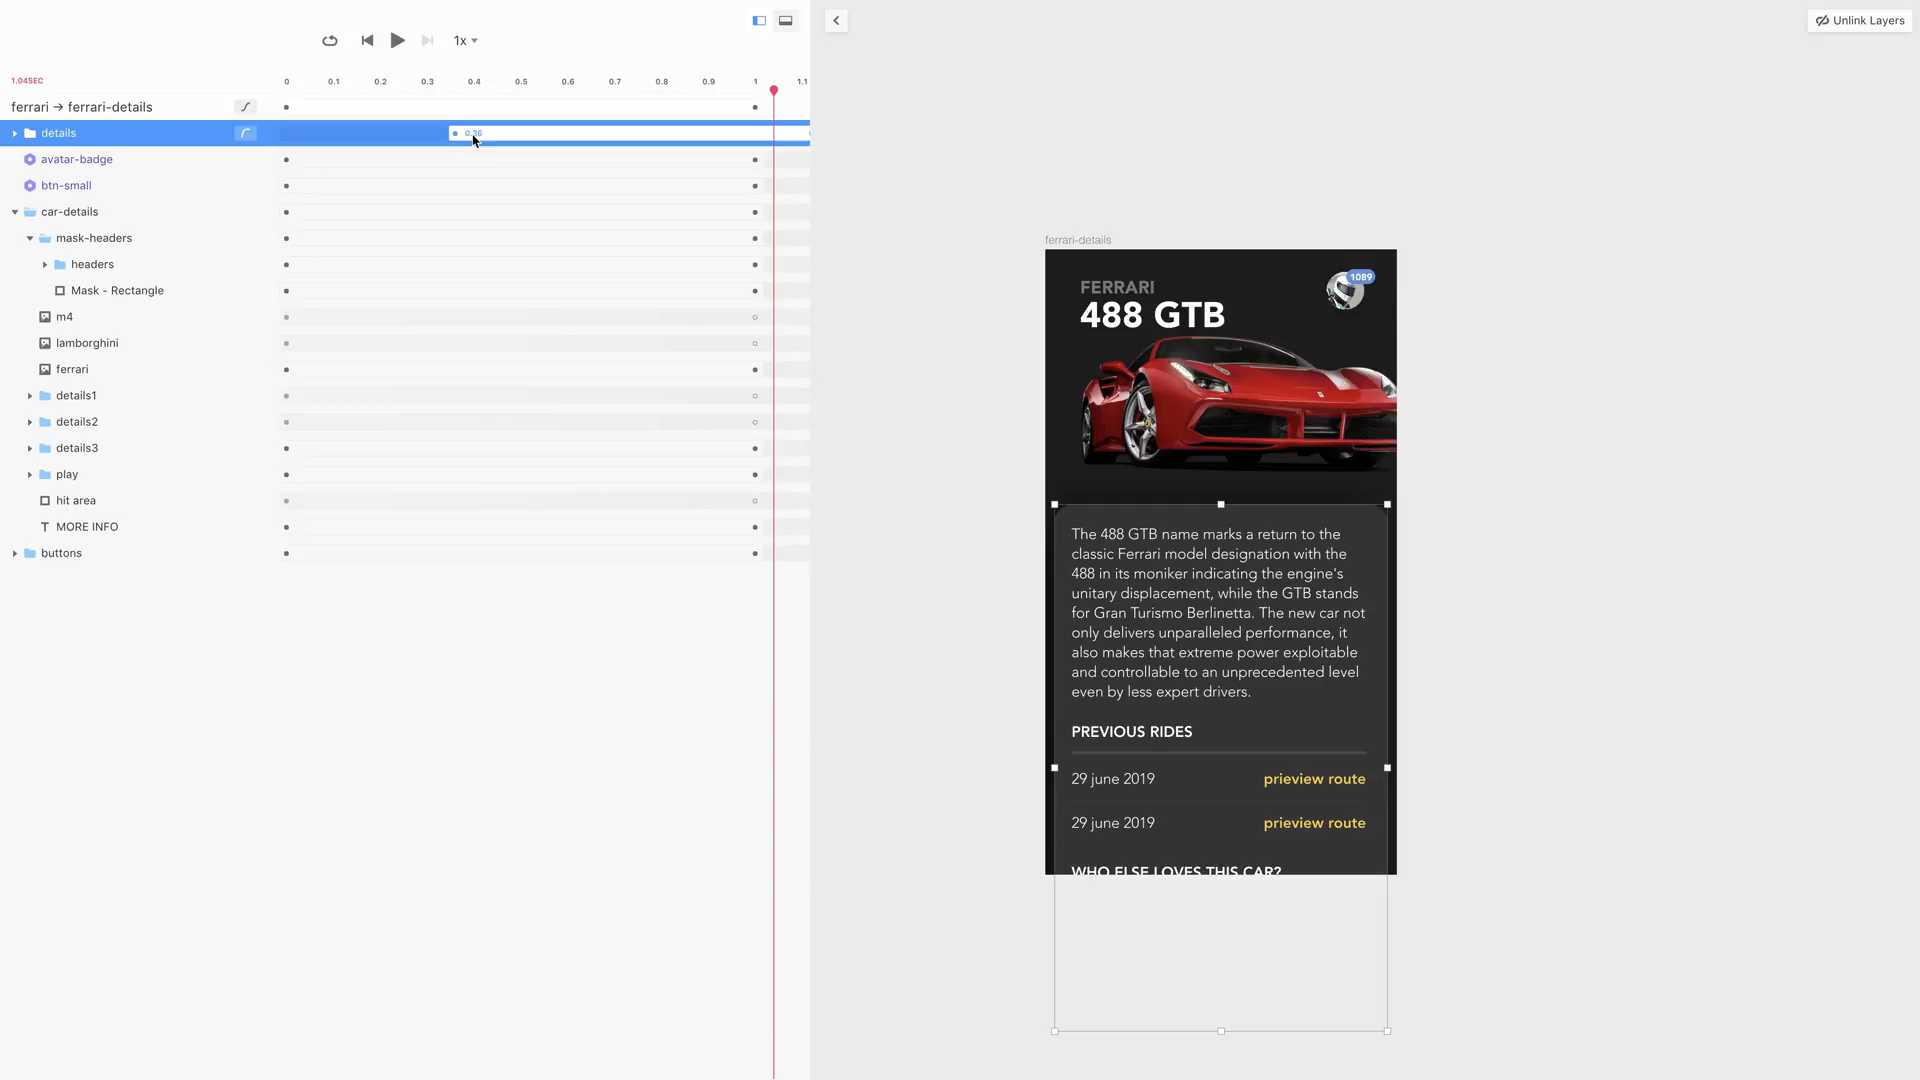 Unlink Layers
1x
1.04SEC
0 0.1 0.2 0.3 0.4 0.5 0.6 0.7 0.8 0.9 1 1.1
ferrari → ferrari-details
details
0.36
avatar-badge
btn-small
car-details
mask-headers
headers
Mask - Rectangle
m4
lamborghini
ferrari
details1
details2
details3
play
hit area
MORE INFO
buttons
ferrari-details
FERRARI
1089
488 GTB
The 488 GTB name marks a return to the
classic Ferrari model designation with the
488 in its moniker indicating the engine's
unitary displacement, while the GTB stands
for Gran Turismo Berlinetta. The new car not
only delivers unparalleled performance, it
also makes that extreme power exploitable
and controllable to an unprecedented level
even by less expert drivers.
PREVIOUS RIDES
29 june 2019 prieview route
29 june 2019 prieview route
WHO ELSE LOVES THIS CAR?